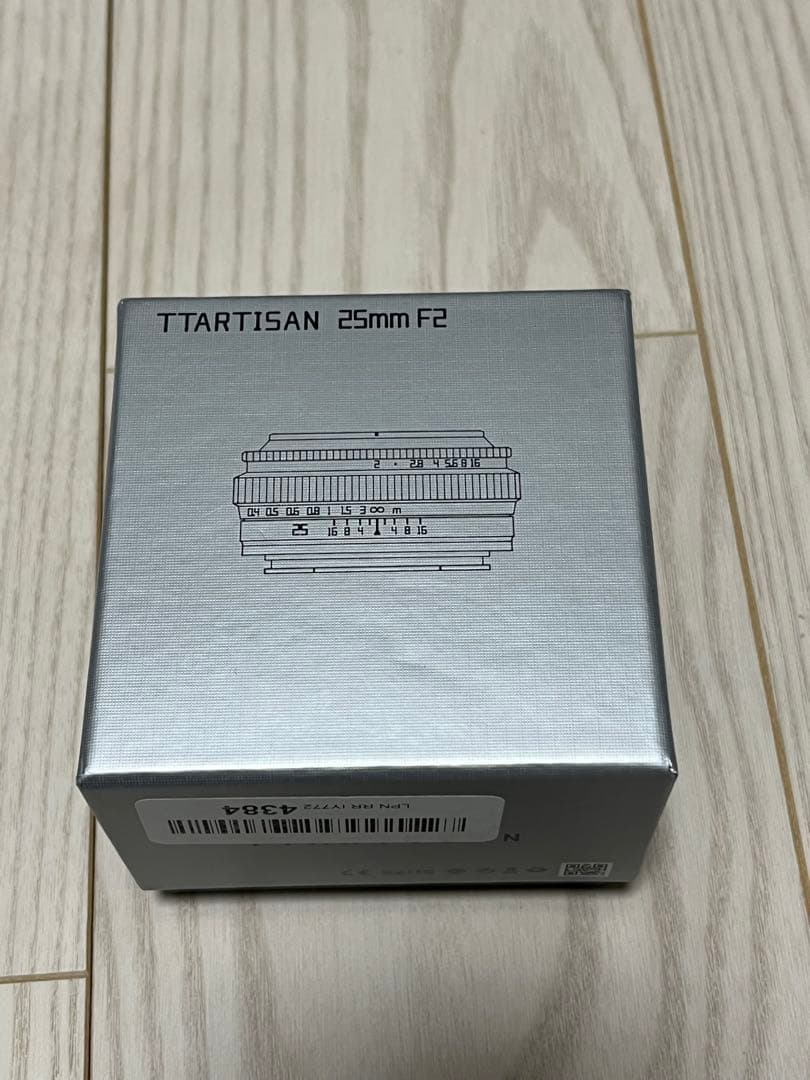 TTARTISAN 25mm F2
2 · 2.8 4 5.6 8 16
0.4 0.5 0.6 0.8 1 1.5 3 ∞ m
25 16 8 4 4 8 16
LPN RR IY772 4384
N